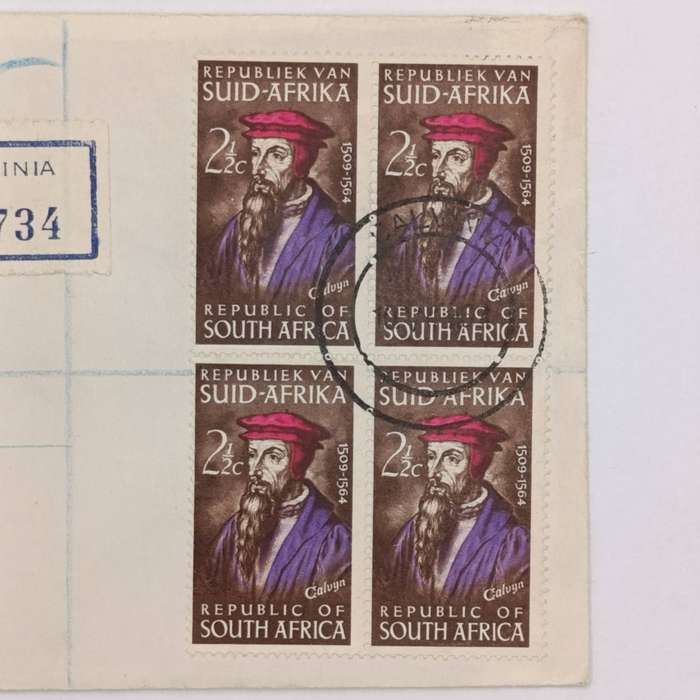 INIA
734
REPUBLIEK VAN
SUID-AFRIKA
2½c
1509-1564
Calvyn
REPUBLIC OF
SOUTH AFRICA
REPUBLIEK VAN
SUID-AFRIKA
2½c
1509-1564
Calvyn
REPUBLIC OF
SOUTH AFRICA
REPUBLIEK VAN
SUID-AFRIKA
2½c
1509-1564
Calvyn
REPUBLIC OF
SOUTH AFRICA
REPUBLIEK VAN
SUID-AFRIKA
2½c
1509-1564
Calvyn
REPUBLIC OF
SOUTH AFRICA